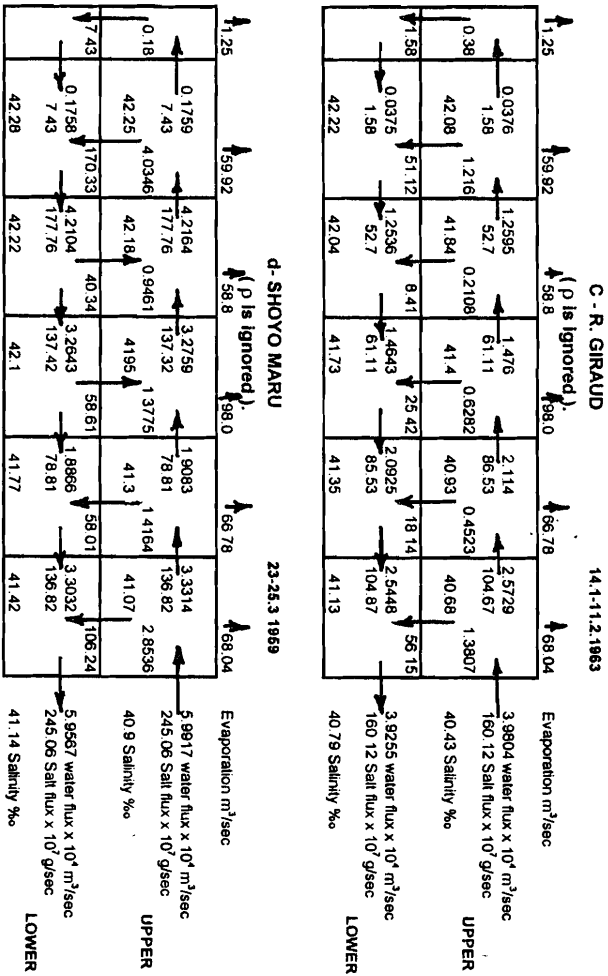 C - R. GIRAUD 14.1-11.2.1963
( ρ is ignored ).
1.25 59.92 58.8 98.0 66.78 68.04 Evaporation m³/sec
0.0376 1.2595 1.476 2.114 2.5729 3.9804 water flux x 10⁴ m³/sec
1.58 52.7 61.11 86.53 104.67 160.12 Salt flux x 10⁷ g/sec
UPPER
0.38 1.216 0.2108 0.6282 0.4523 1.3807
42.08 41.84 41.4 40.93 40.68 40.43 Salinity ‰
1.58 51.12 8.41 25.42 18.14 56.15
0.0375 1.2536 1.4643 2.0925 2.5448 3.9255 water flux x 10⁴ m³/sec
1.58 52.7 61.11 85.53 104.87 160.12 Salt flux x 10⁷ g/sec
LOWER
42.22 42.04 41.73 41.35 41.13 40.79 Salinity ‰
d- SHOYO MARU 23-25.3 1959
( ρ is ignored ).
1.25 59.92 58.8 98.0 66.78 68.04 Evaporation m³/sec
0.1759 4.2164 3.2759 1.9083 3.3314 5.9917 water flux x 10⁴ m³/sec
7.43 177.76 137.32 78.81 136.82 245.06 Salt flux x 10⁷ g/sec
UPPER
0.18 4.0346 0.9461 1 3775 1 4164 2.8536
42.25 42.18 4195 41.3 41.07 40.9 Salinity ‰
7 43 170.33 40.34 58.61 58.01 106.24
0.1758 4.2104 3.2643 1.8966 3.3032 5.9567 water flux x 10⁴ m³/sec
7.43 177.76 137.42 78.81 136.82 245.06 Salt flux x 10⁷ g/sec
LOWER
42.28 42.22 42.1 41.77 41.42 41.14 Salinity ‰